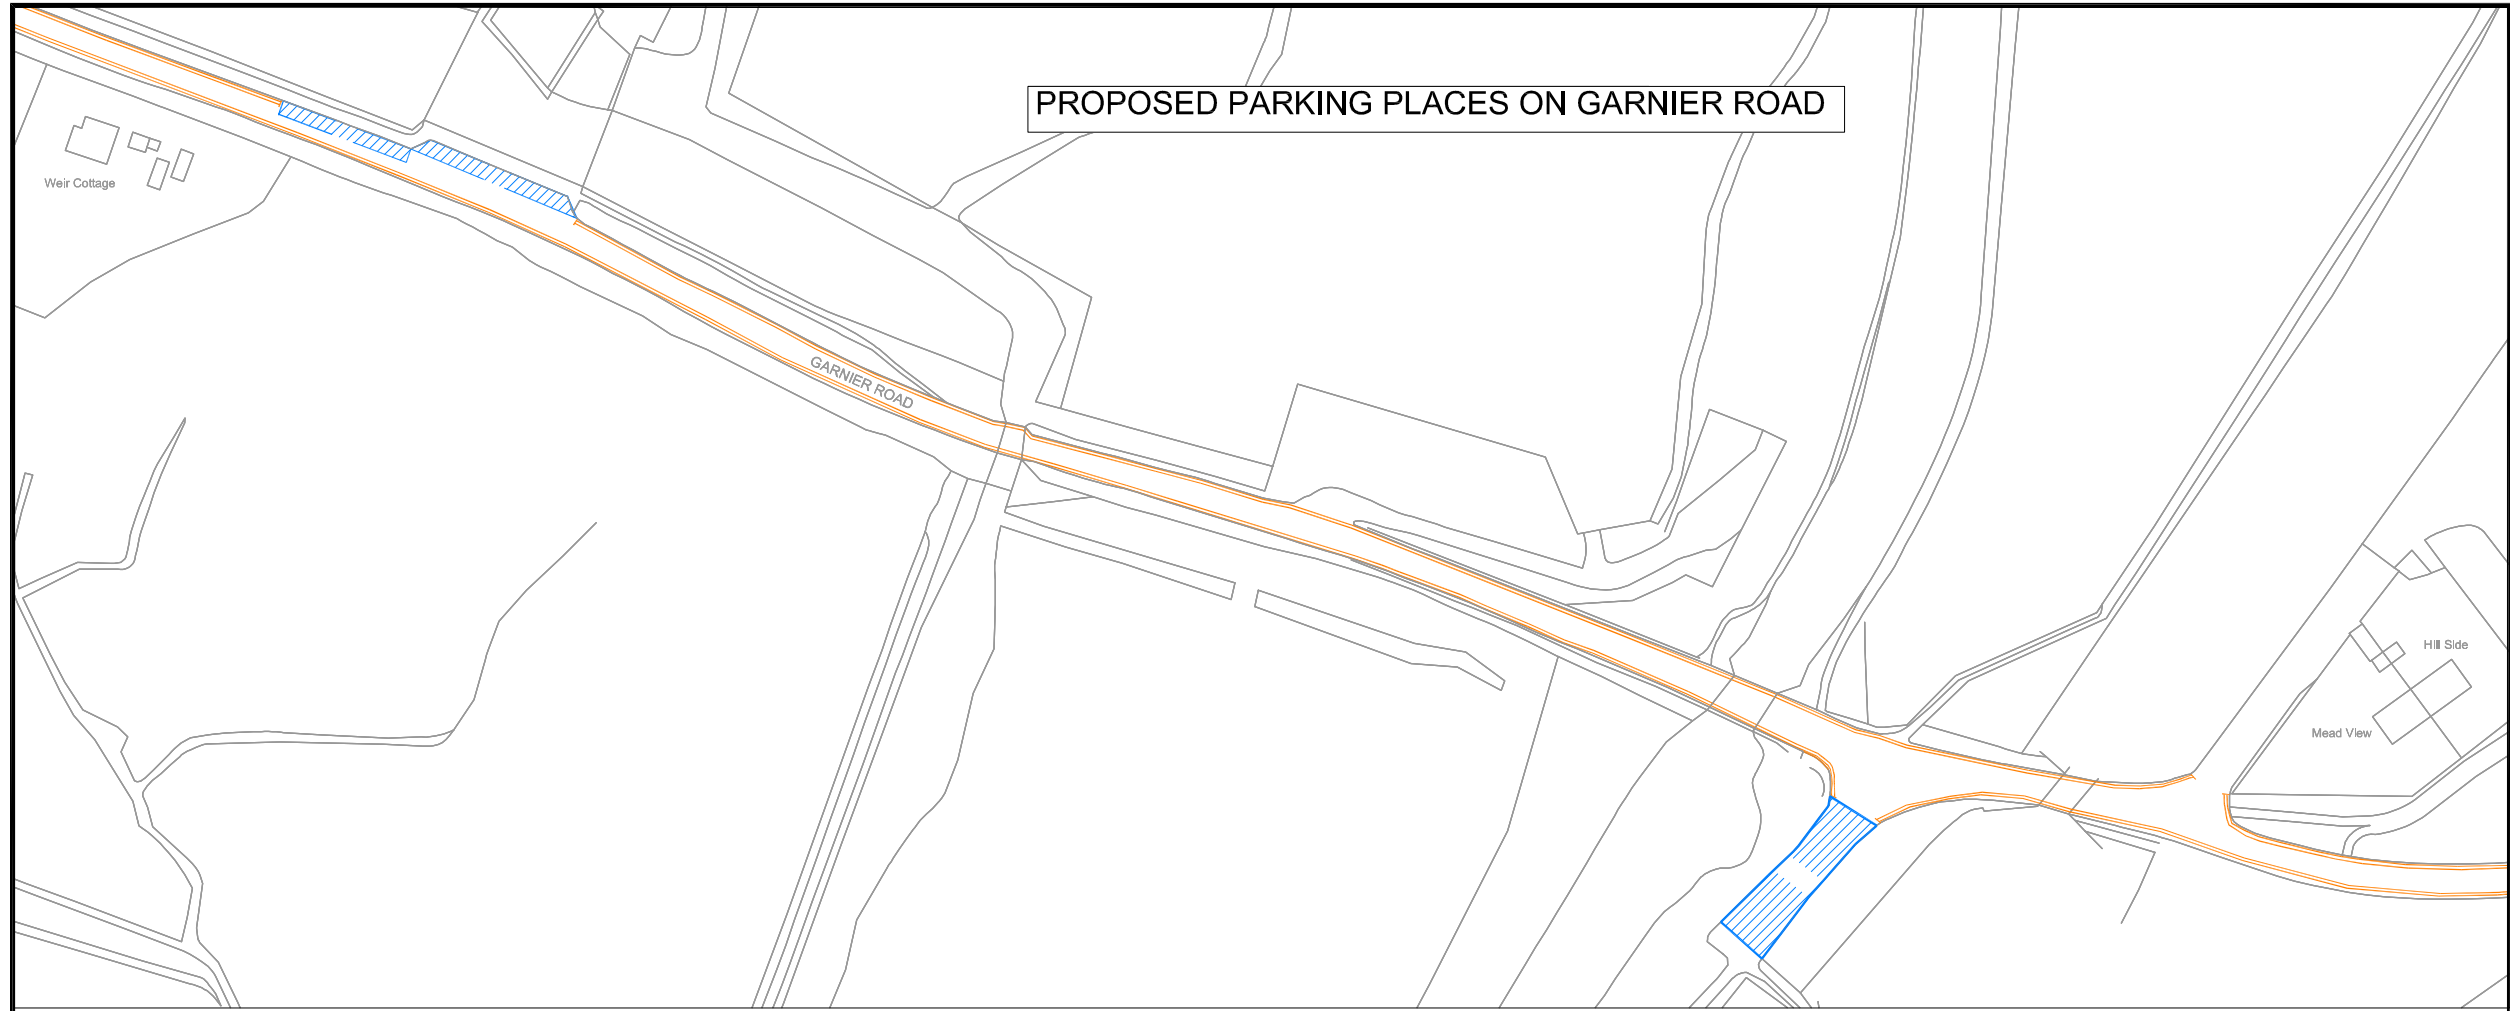 PROPOSED PARKING PLACES ON GARNIER ROAD
Weir Cottage
GARNIER ROAD
Hill Side
Mead View